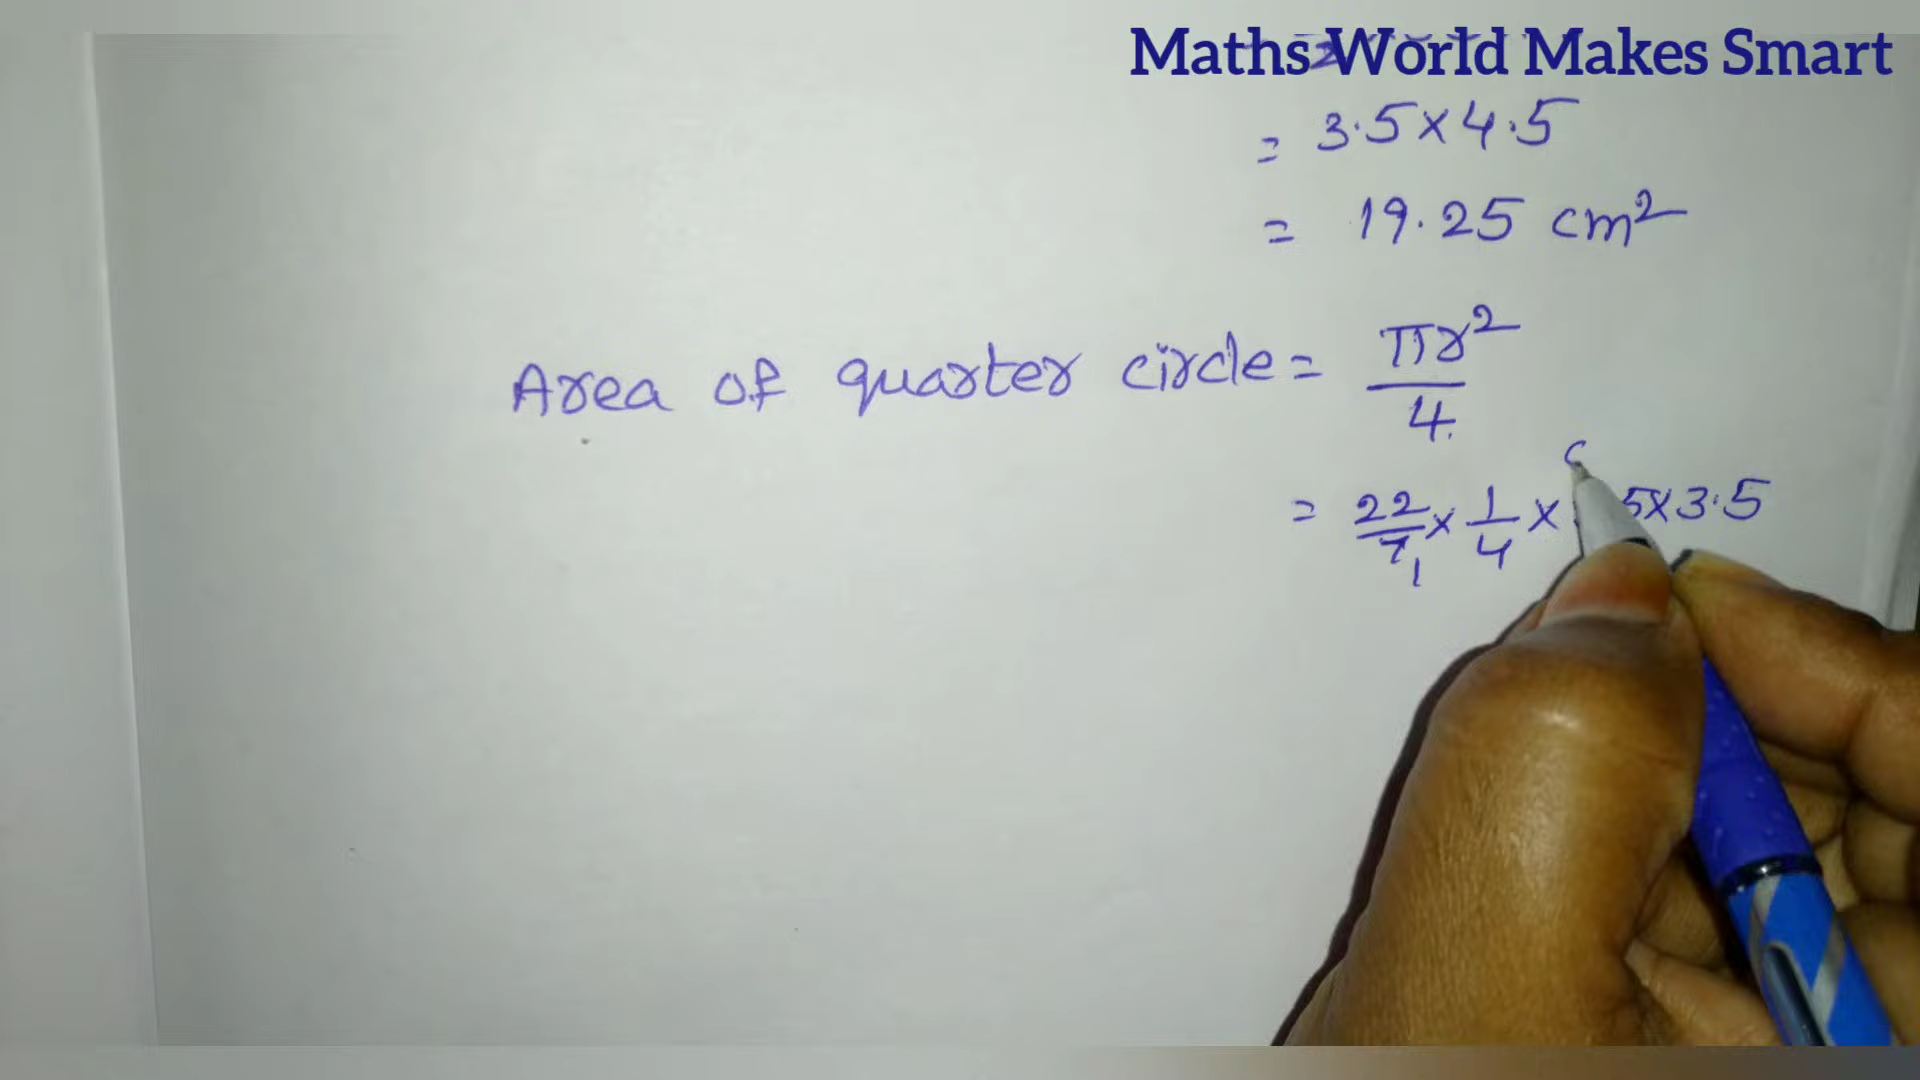 Maths World Makes Smart
= 3.5 × 4.5
= 19.25 cm²
Area of quarter circle = πr²/4
= 22/7 1 × 1/4 × 5 × 3.5